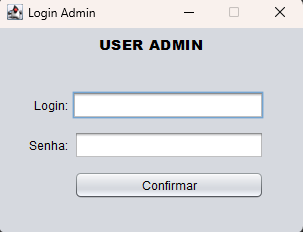 Login Admin
USER ADMIN
Login:
Senha:
Confirmar